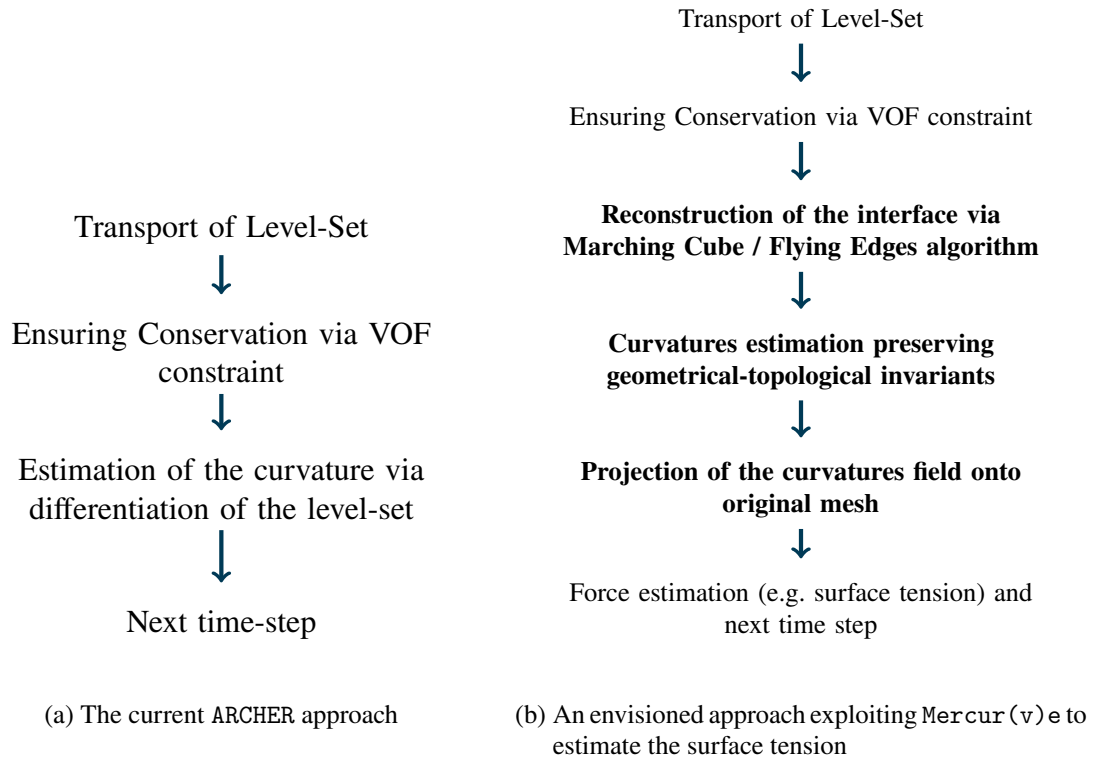 Transport of Level-Set
Ensuring Conservation via VOF
constraint
Estimation of the curvature via
differentiation of the level-set
Next time-step
(a) The current ARCHER approach
Transport of Level-Set
Ensuring Conservation via VOF constraint
Reconstruction of the interface via
Marching Cube / Flying Edges algorithm
Curvatures estimation preserving
geometrical-topological invariants
Projection of the curvatures field onto
original mesh
Force estimation (e.g. surface tension) and
next time step
(b) An envisioned approach exploiting Mercur(v)e to
estimate the surface tension